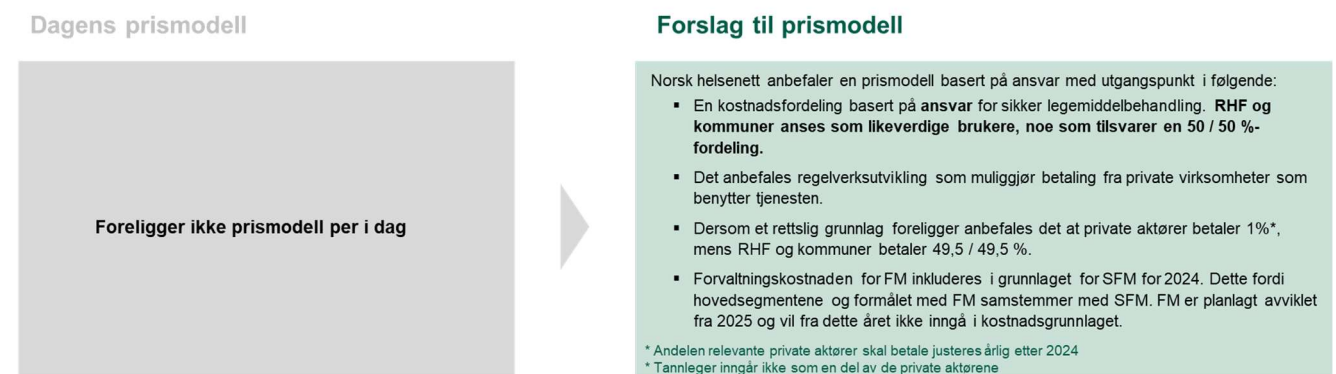 Dagens prismodell
Forslag til prismodell
Foreligger ikke prismodell per i dag
Norsk helsenett anbefaler en prismodell basert på ansvar med utgangspunkt i følgende:
▪ En kostnadsfordeling basert på ansvar for sikker legemiddelbehandling. RHF og
kommuner anses som likeverdige brukere, noe som tilsvarer en 50 / 50 %-
fordeling.
▪ Det anbefales regelverksutvikling som muliggjør betaling fra private virksomheter som
benytter tjenesten.
▪ Dersom et rettslig grunnlag foreligger anbefales det at private aktører betaler 1%*,
mens RHF og kommuner betaler 49,5 / 49,5 %.
▪ Forvaltningskostnaden for FM inkluderes i grunnlaget for SFM for 2024. Dette fordi
hovedsegmentene og formålet med FM samstemmer med SFM. FM er planlagt avviklet
fra 2025 og vil fra dette året ikke inngå i kostnadsgrunnlaget.
* Andelen relevante private aktører skal betale justeres årlig etter 2024
* Tannleger inngår ikke som en del av de private aktørene